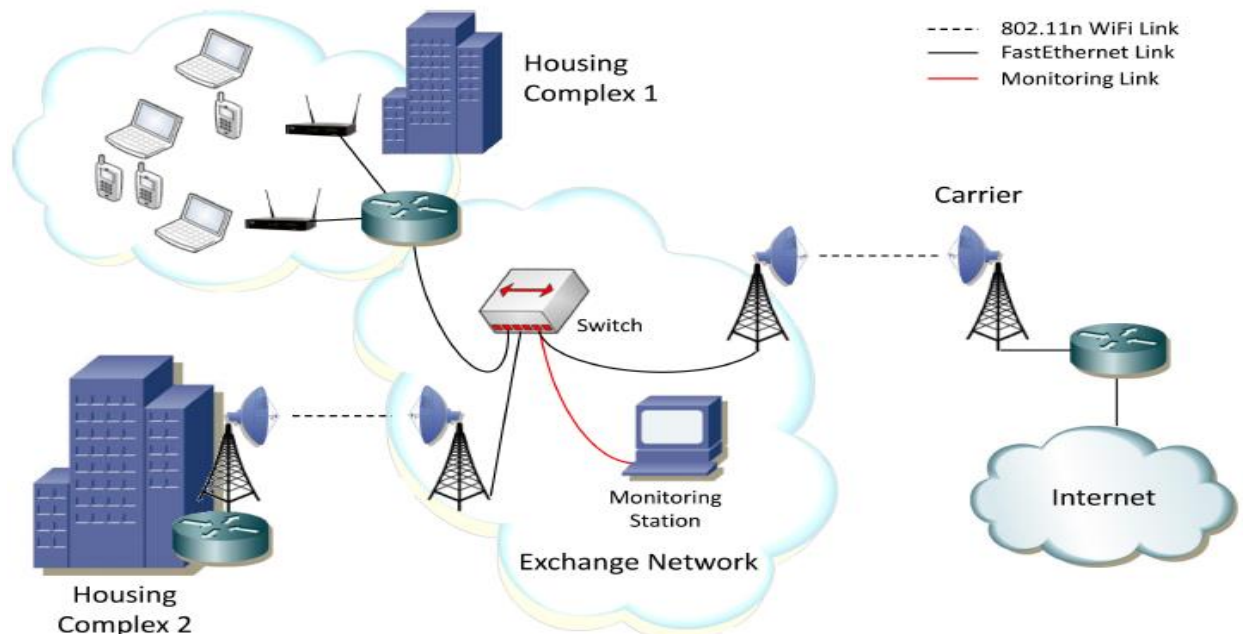 802.11n WiFi Link
FastEthernet Link
Monitoring Link
Housing
Complex 1
Carrier
Switch
Monitoring
Station
Internet
Exchange Network
Housing
Complex 2